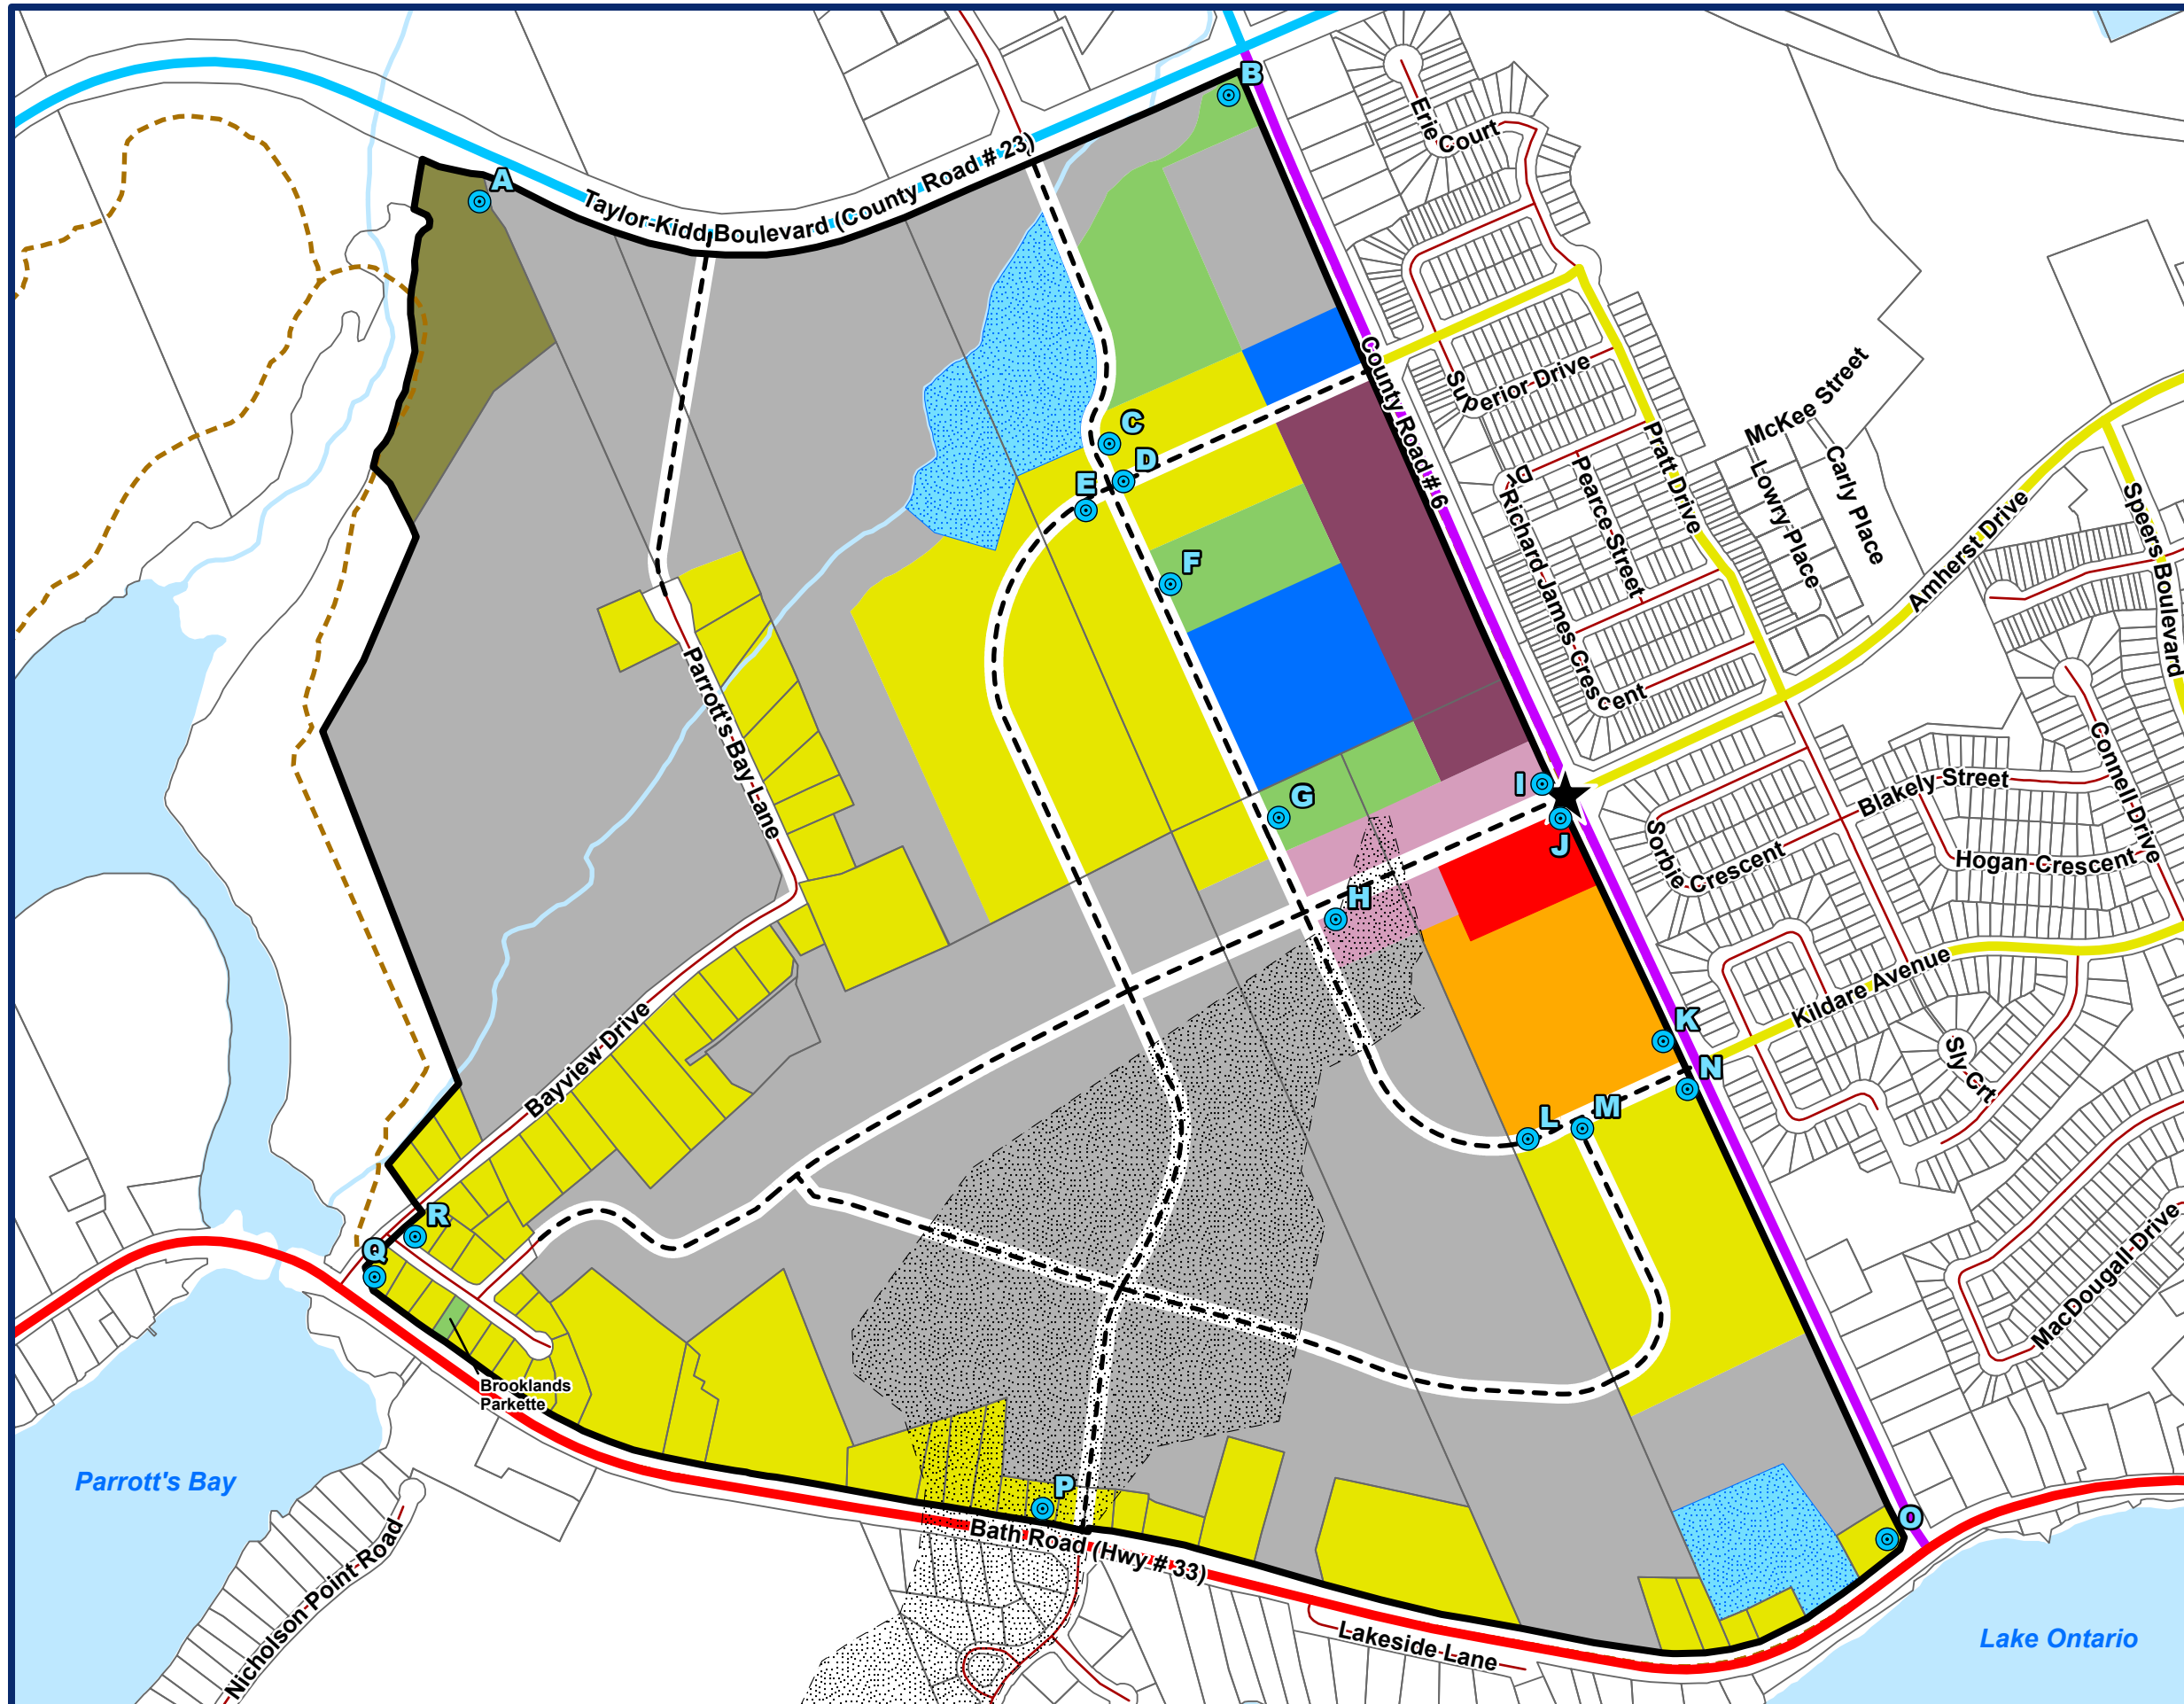 B
Erie Court
A
Taylor-Kidd Boulevard (County Road # 23)
County Road # 6
Superior Drive
McKee Street
Pratt Drive
C
D
E
Dr Richard James Crescent
Pearce Street
Lowry Place
Carly Place
Speers Boulevard
Amherst Drive
F
Parrott's Bay Lane
Connell Drive
I
G
Blakely Street
J
Sorbie Crescent
Hogan Crescent
H
Kildare Avenue
K
Sly Crt
N
Bayview Drive
M
L
R
Q
MacDougall Drive
Brooklands
Parkette
Parrott's Bay
P
O
Bath Road (Hwy # 33)
Nicholson Point Road
Lakeside Lane
Lake Ontario